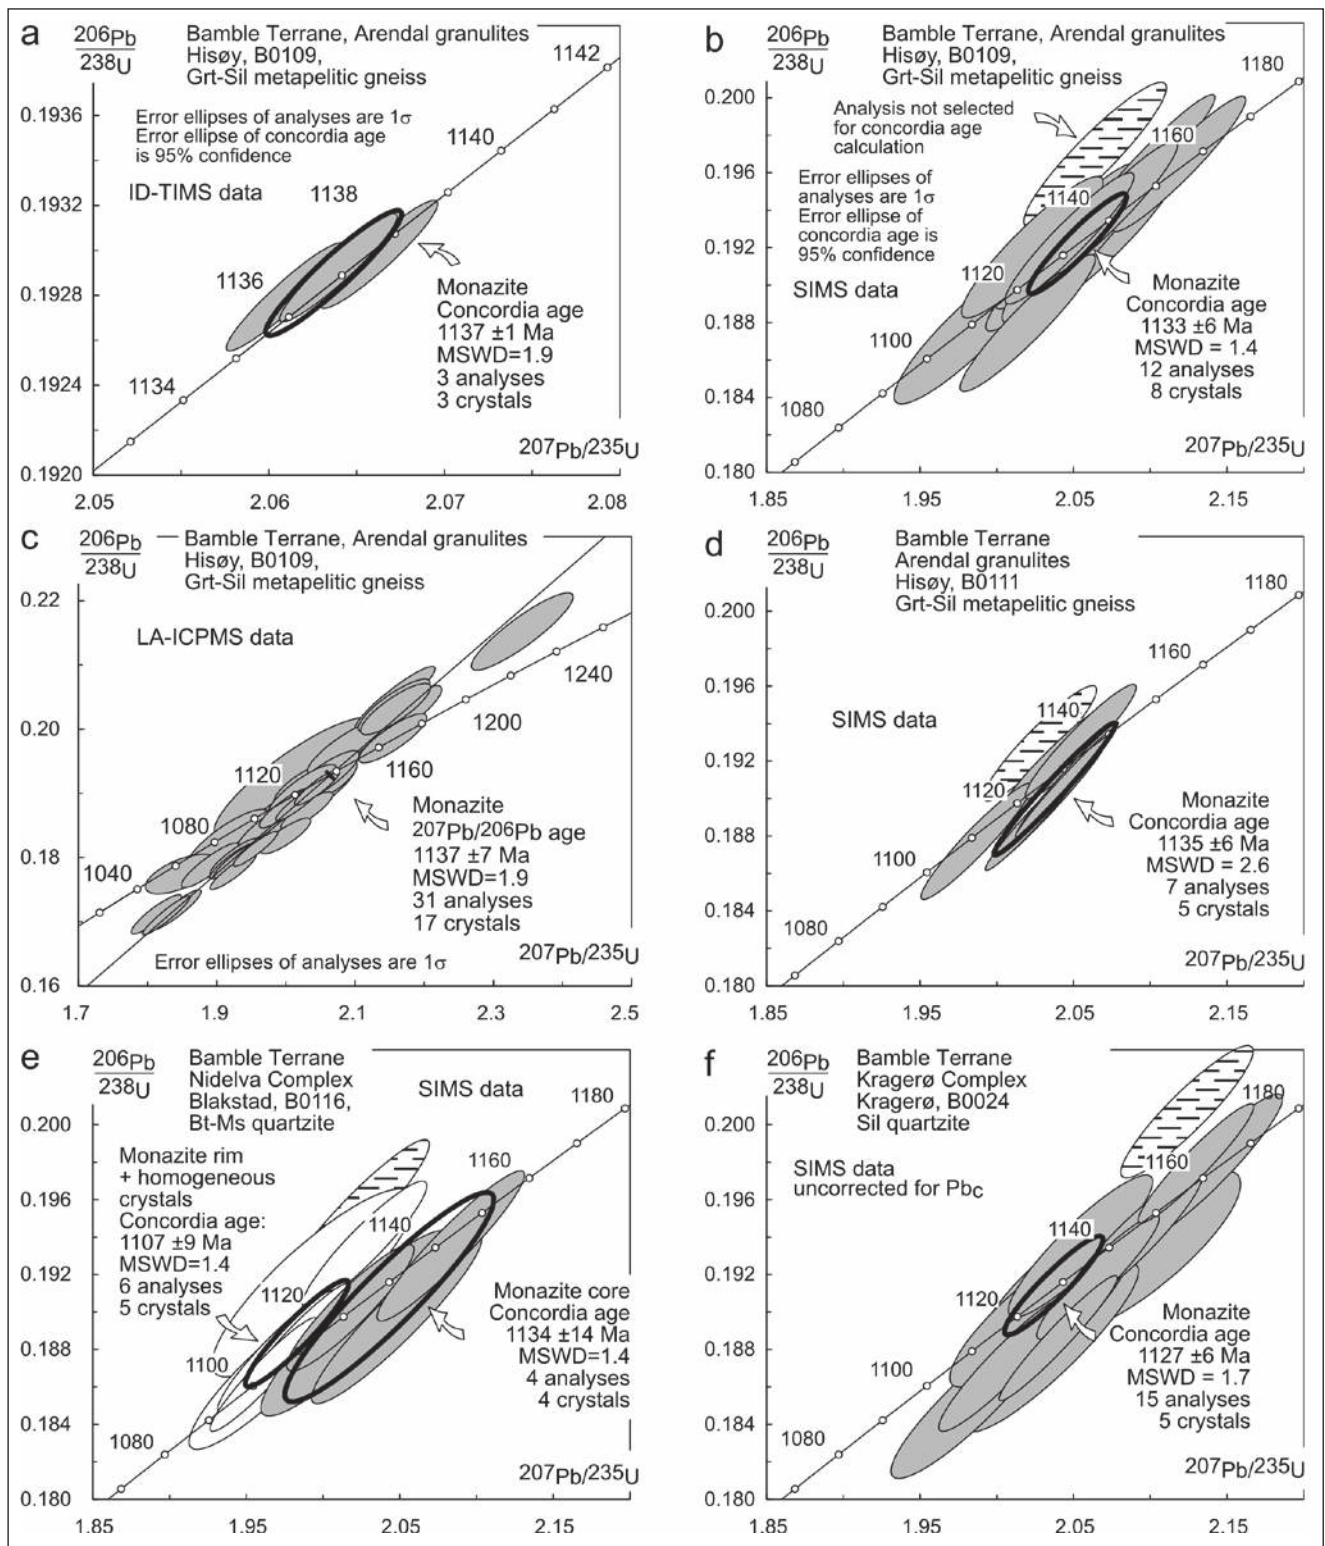 a
206Pb
238U
Bamble Terrane, Arendal granulites
Hisøy, B0109,
Grt-Sil metapelitic gneiss
1142
0.1936
Error ellipses of analyses are 1σ
Error ellipse of concordia age
is 95% confidence
1140
ID-TIMS data
1138
0.1932
1136
0.1928
Monazite
Concordia age
1137 ±1 Ma
MSWD=1.9
3 analyses
3 crystals
1134
0.1924
207Pb/235U
0.1920
2.05
2.06
2.07
2.08
b
206Pb
238U
Bamble Terrane, Arendal granulites
Hisøy, B0109,
Grt-Sil metapelitic gneiss
1180
0.200
Analysis not selected
for concordia age
calculation
1160
0.196
Error ellipses of
analyses are 1σ
Error ellipse of
concordia age is
95% confidence
1140
0.192
1120
SIMS data
Monazite
Concordia age
1133 ±6 Ma
MSWD = 1.4
12 analyses
8 crystals
0.188
1100
0.184
1080
207Pb/235U
0.180
1.85
1.95
2.05
2.15
c
206Pb
238U
Bamble Terrane, Arendal granulites
Hisøy, B0109,
Grt-Sil metapelitic gneiss
0.22
LA-ICPMS data
1240
0.20
1200
1160
1120
Monazite
207Pb/206Pb age
1137 ±7 Ma
MSWD=1.9
31 analyses
17 crystals
1080
0.18
1040
207Pb/235U
Error ellipses of analyses are 1σ
0.16
1.7
1.9
2.1
2.3
2.5
d
206Pb
238U
Bamble Terrane
Arendal granulites
Hisøy, B0111
Grt-Sil metapelitic gneiss
1180
0.200
1160
0.196
SIMS data
1140
0.192
1120
Monazite
Concordia age
1135 ±6 Ma
MSWD = 2.6
7 analyses
5 crystals
0.188
1100
0.184
1080
207Pb/235U
0.180
1.85
1.95
2.05
2.15
e
206Pb
238U
Bamble Terrane
Nidelva Complex
Blakstad, B0116,
Bt-Ms quartzite
SIMS data
1180
0.200
Monazite rim
+ homogeneous
crystals
Concordia age:
1107 ±9 Ma
MSWD=1.4
6 analyses
5 crystals
1160
0.196
1140
0.192
1120
Monazite core
Concordia age
1134 ±14 Ma
MSWD=1.4
4 analyses
4 crystals
0.188
1100
0.184
1080
207Pb/235U
0.180
1.85
1.95
2.05
2.15
f
206Pb
238U
Bamble Terrane
Kragerø Complex
Kragerø, B0024
Sil quartzite
1180
0.200
SIMS data
uncorrected for Pbc
1160
0.196
1140
0.192
1120
Monazite
Concordia age
1127 ±6 Ma
MSWD = 1.7
15 analyses
5 crystals
0.188
1100
0.184
1080
207Pb/235U
0.180
1.85
1.95
2.05
2.15